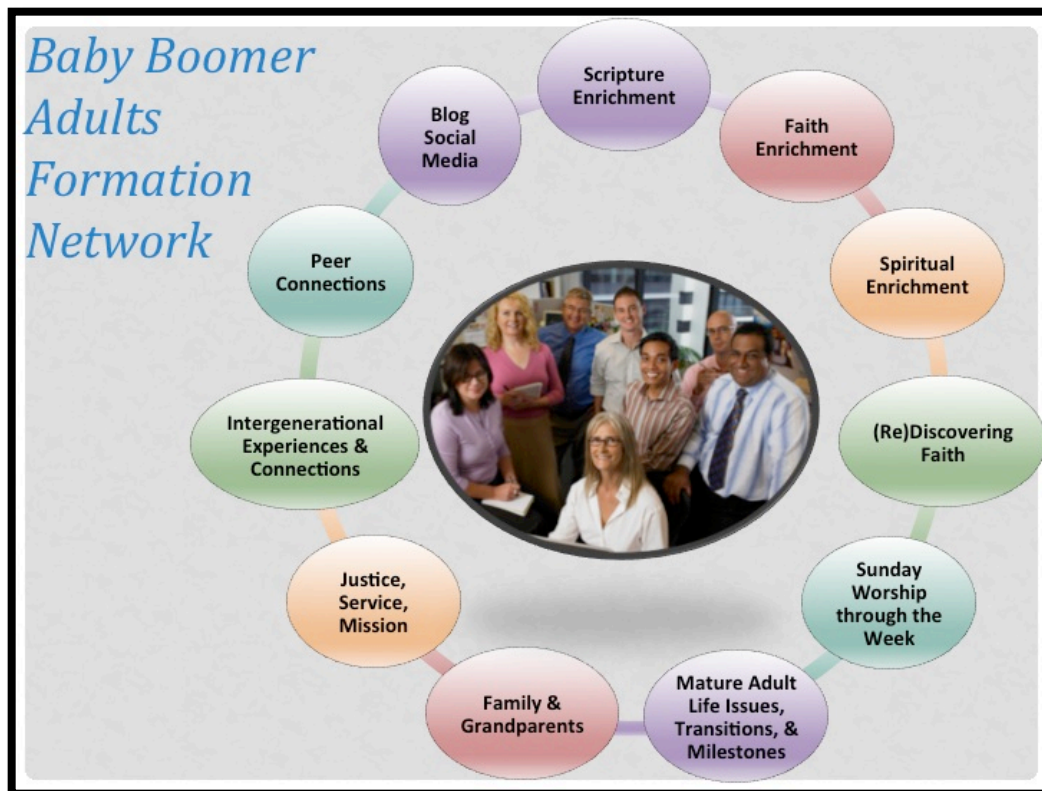 Baby Boomer
Adults
Formation
Network
Scripture
Enrichment
Faith
Enrichment
Spiritual
Enrichment
(Re)Discovering
Faith
Sunday
Worship
through the
Week
Mature Adult
Life Issues,
Transitions, &
Milestones
Family &
Grandparents
Justice,
Service,
Mission
Intergenerational
Experiences &
Connections
Peer
Connections
Blog
Social
Media